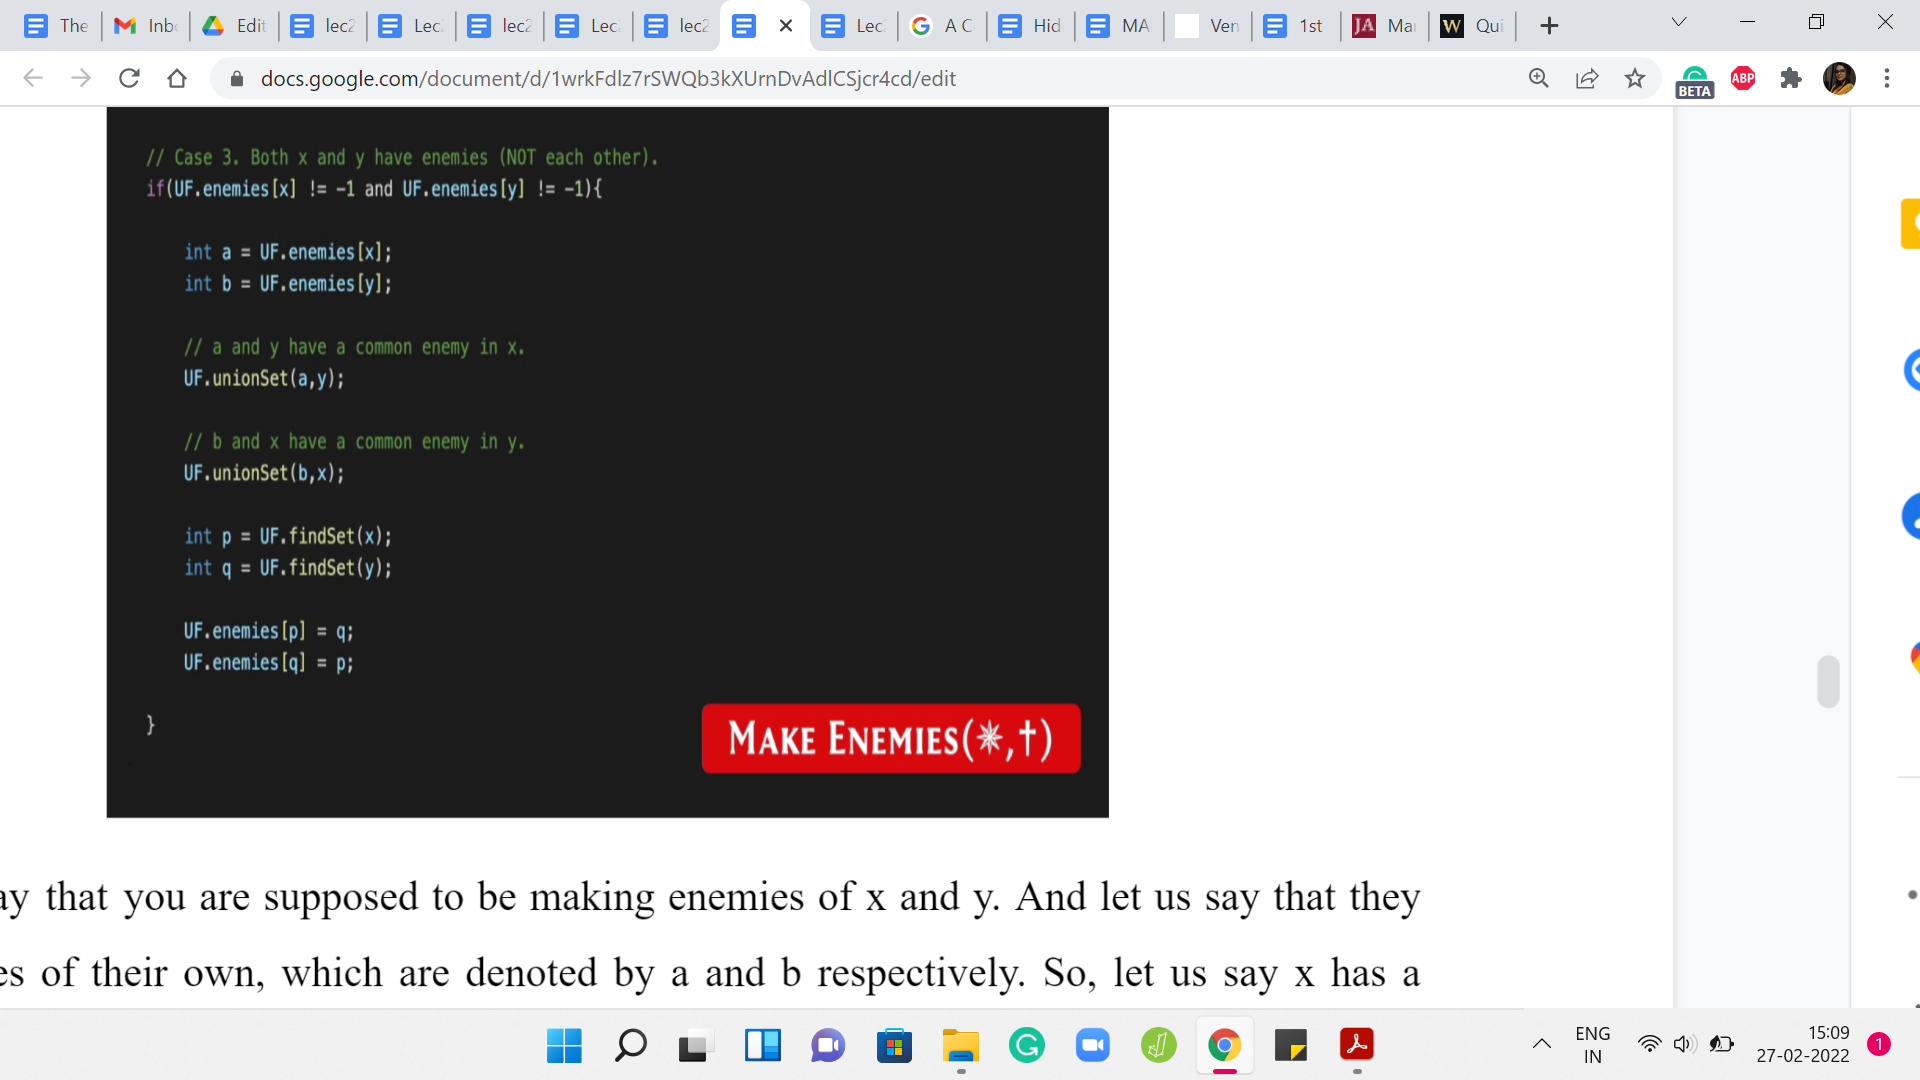 The
Inb
Edit
lec2
Lec
lec2
Lec
lec2
Lec
A C
Hid
MA
Ven
1st
JA
Ma
W
Qui
docs.google.com/document/d/1wrkFdlz7rSWQb3kXUrnDvAdlCSjcr4cd/edit
BETA
ABP
// Case 3. Both x and y have enemies (NOT each other).
if(UF.enemies[x] != -1 and UF.enemies[y] != -1){
int a = UF.enemies[x];
int b = UF.enemies[y];
// a and y have a common enemy in x.
UF.unionSet(a,y);
// b and x have a common enemy in y.
UF.unionSet(b,x);
int p = UF.findSet(x);
int q = UF.findSet(y);
UF.enemies[p] = q;
UF.enemies[q] = p;
}
MAKE ENEMIES(✴,†)
ay that you are supposed to be making enemies of x and y. And let us say that they
es of their own, which are denoted by a and b respectively. So, let us say x has a
ENG
IN
15:09
27-02-2022
1